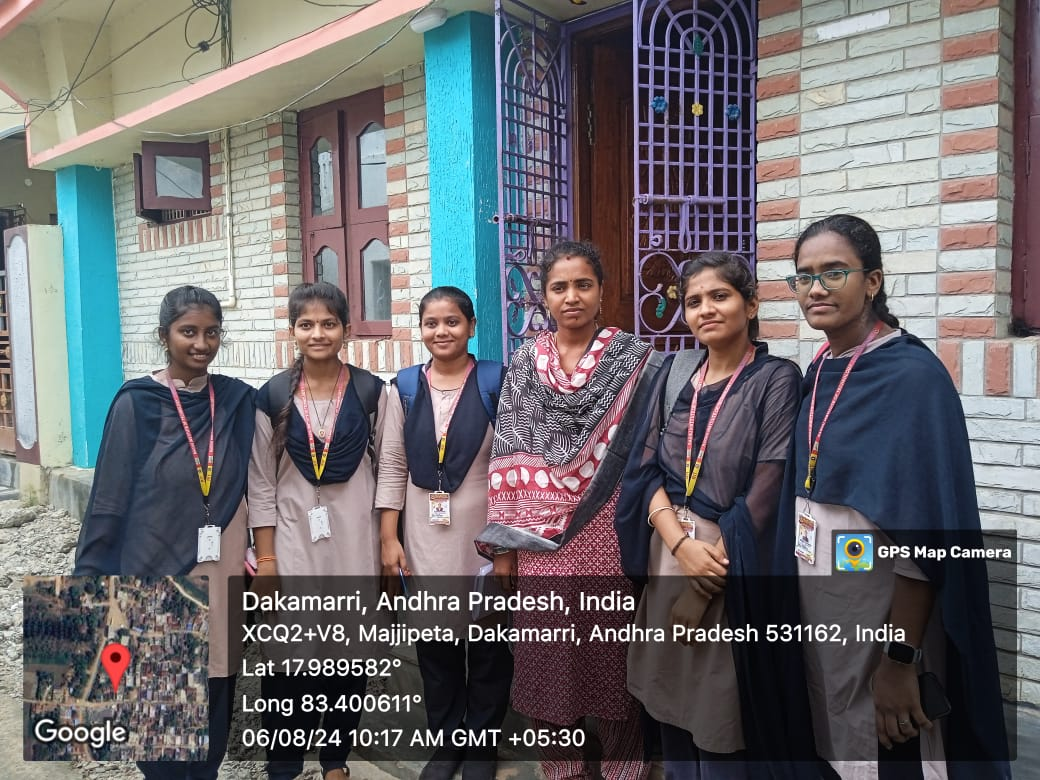 GPS Map Camera
Dakamarri, Andhra Pradesh, India
XCQ2+V8, Majjipeta, Dakamarri, Andhra Pradesh 531162, India
Lat 17.989582°
Long 83.400611°
06/08/24 10:17 AM GMT +05:30
Google